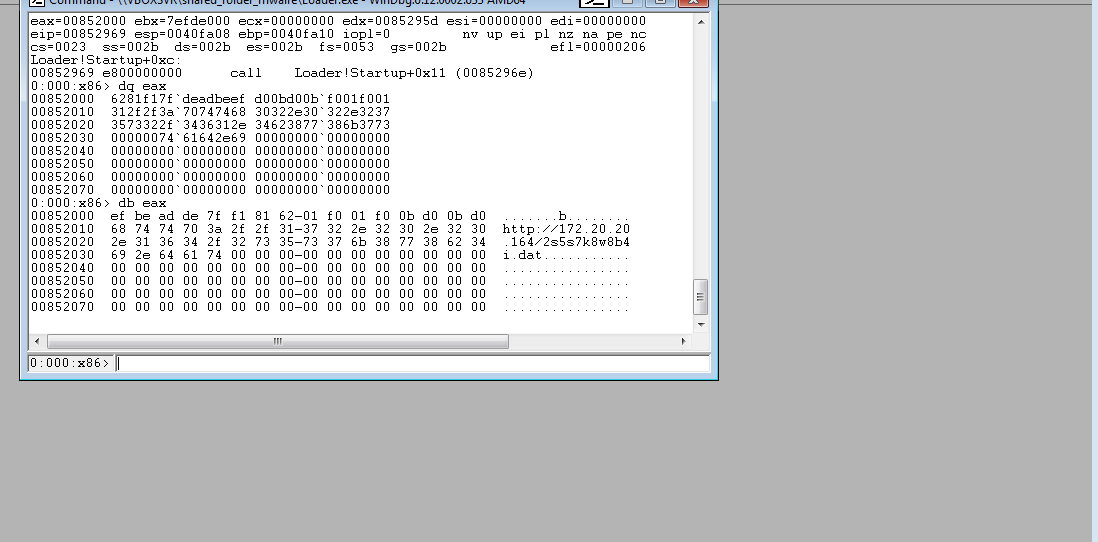 Command - \\VBOXSVR\shared_folder_mwaire\Loader.exe - WinDbg:6.12.0002.633 AMD64
eax=00852000 ebx=7efde000 ecx=00000000 edx=0085295d esi=00000000 edi=00000000
eip=00852969 esp=0040fa08 ebp=0040fa10 iopl=0         nv up ei pl nz na pe nc
cs=0023  ss=002b  ds=002b  es=002b  fs=0053  gs=002b             efl=00000206
Loader!Startup+0xc:
00852969 e800000000      call    Loader!Startup+0x11 (0085296e)
0:000:x86> dq eax
00852000  6281f17f`deadbeef d00bd00b`f001f001
00852010  312f2f3a`70747468 30322e30`322e3237
00852020  3573322f`3436312e 34623877`386b3773
00852030  00000074`61642e69 00000000`00000000
00852040  00000000`00000000 00000000`00000000
00852050  00000000`00000000 00000000`00000000
00852060  00000000`00000000 00000000`00000000
00852070  00000000`00000000 00000000`00000000
0:000:x86> db eax
00852000  ef be ad de 7f f1 81 62-01 f0 01 f0 0b d0 0b d0  .......b........
00852010  68 74 74 70 3a 2f 2f 31-37 32 2e 32 30 2e 32 30  http://172.20.20
00852020  2e 31 36 34 2f 32 73 35-73 37 6b 38 77 38 62 34  .164/2s5s7k8w8b4
00852030  69 2e 64 61 74 00 00 00-00 00 00 00 00 00 00 00  i.dat...........
00852040  00 00 00 00 00 00 00 00-00 00 00 00 00 00 00 00  ................
00852050  00 00 00 00 00 00 00 00-00 00 00 00 00 00 00 00  ................
00852060  00 00 00 00 00 00 00 00-00 00 00 00 00 00 00 00  ................
00852070  00 00 00 00 00 00 00 00-00 00 00 00 00 00 00 00  ................
0:000:x86>